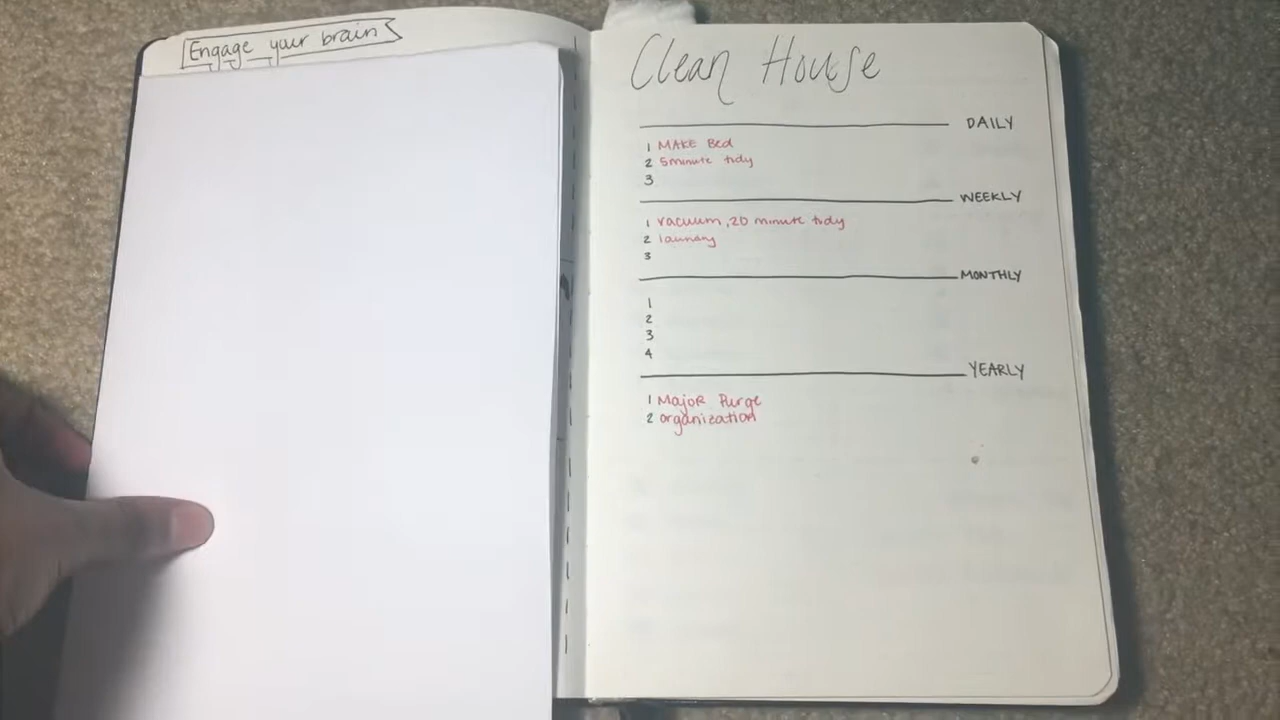 Engage your brain
Clean House
DAILY
1 MAKE Bed
2 5minute tidy
3
WEEKLY
1 vacuum, 20 minute tidy
2 laundry
3
MONTHLY
1
2
3
4
YEARLY
1 Major Purge
2 organization